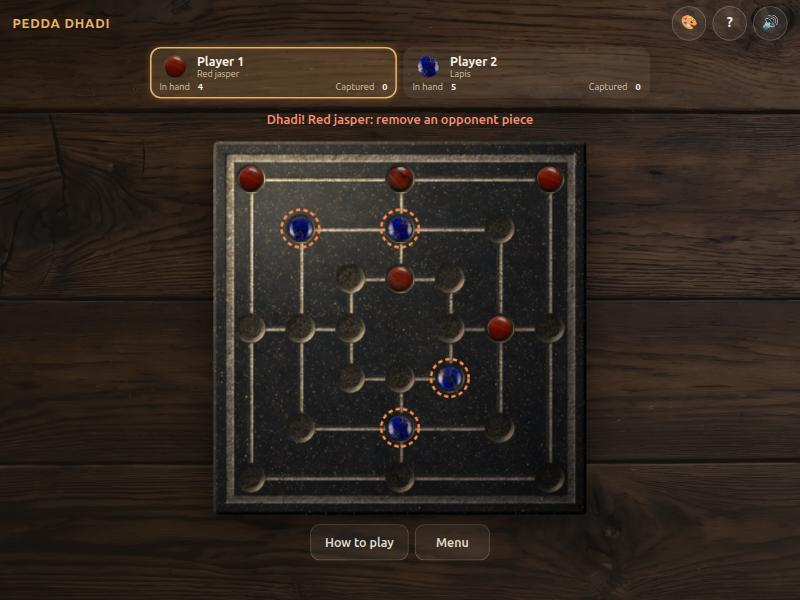 PEDDA DHADI
?
Player 1
Red jasper
In hand 4 Captured 0
Player 2
Lapis
In hand 5 Captured 0
Dhadi! Red jasper: remove an opponent piece
How to play
Menu